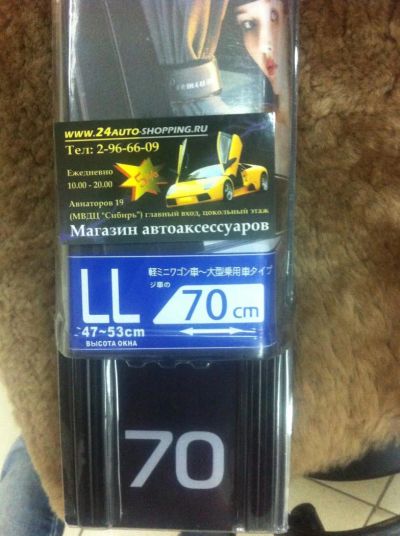 www.24AUTO-SHOPPING.RU
Тел: 2-96-66-09
Ежедневно
10.00 - 20.00
Авиаторов 19
(МВДЦ "Сибирь") главный вход, цокольный этаж
Магазин автоаксессуаров
LL
軽ミニワゴン車~大型乗用車タイプ
ジ車の
70cm
47~53cm
ВЫСОТА ОКНА
70